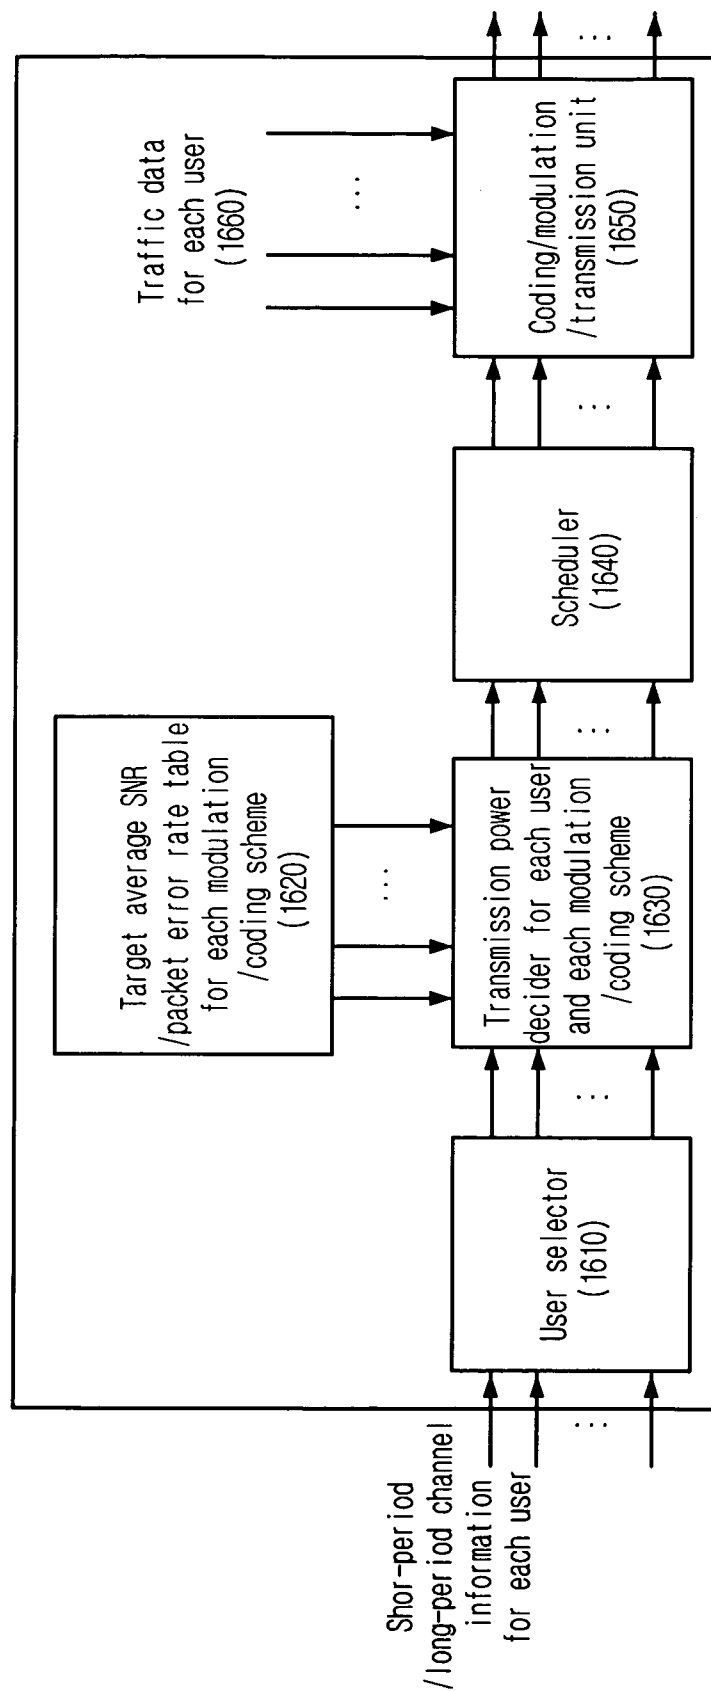 Shor-period
/long-period channel
information
for each user
User selector
(1610)
Target average SNR
/packet error rate table
for each modulation
/coding scheme
(1620)
Transmission power
decider for each user
and each modulation
/coding scheme
(1630)
Scheduler
(1640)
Traffic data
for each user
(1660)
Coding/modulation
/transmission unit
(1650)